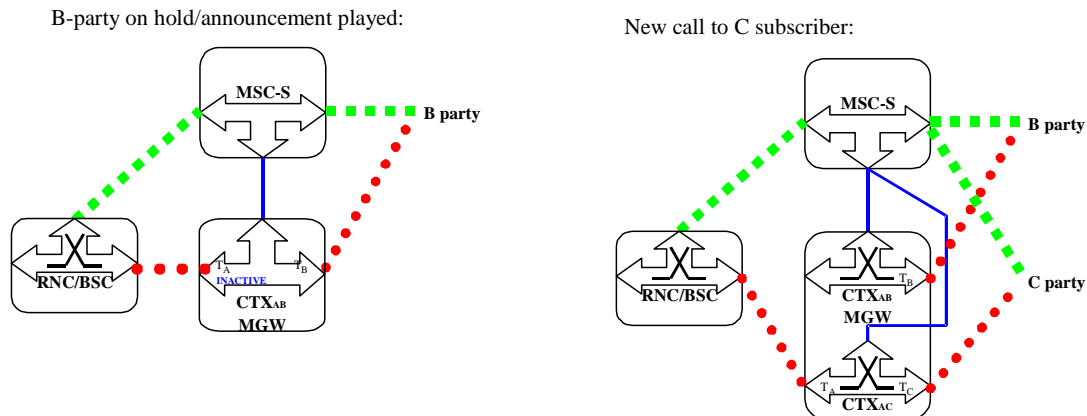 B-party on hold/announcement played:
MSC-S
B party
RNC/BSC
TA
TB
INACTIVE
CTXAB
MGW
New call to C subscriber:
MSC-S
B party
RNC/BSC
TB
CTXAB
MGW
C party
TA
TC
CTXAC